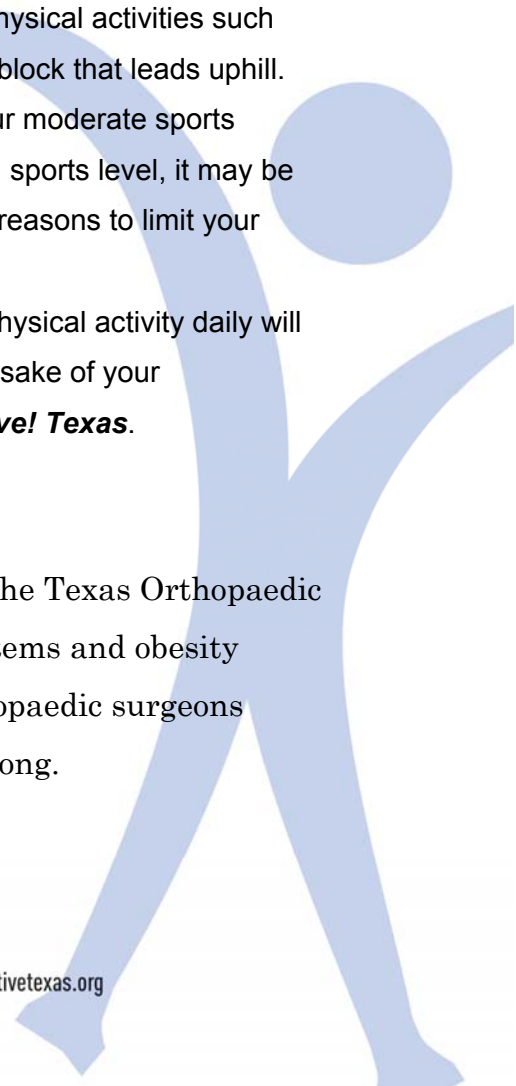 hysical activities such
block that leads uphill.
ur moderate sports
sports level, it may be
reasons to limit your
hysical activity daily will
sake of your
ve! Texas.
he Texas Orthopaedic
tems and obesity
opaedic surgeons
ong.
tivetexas.org